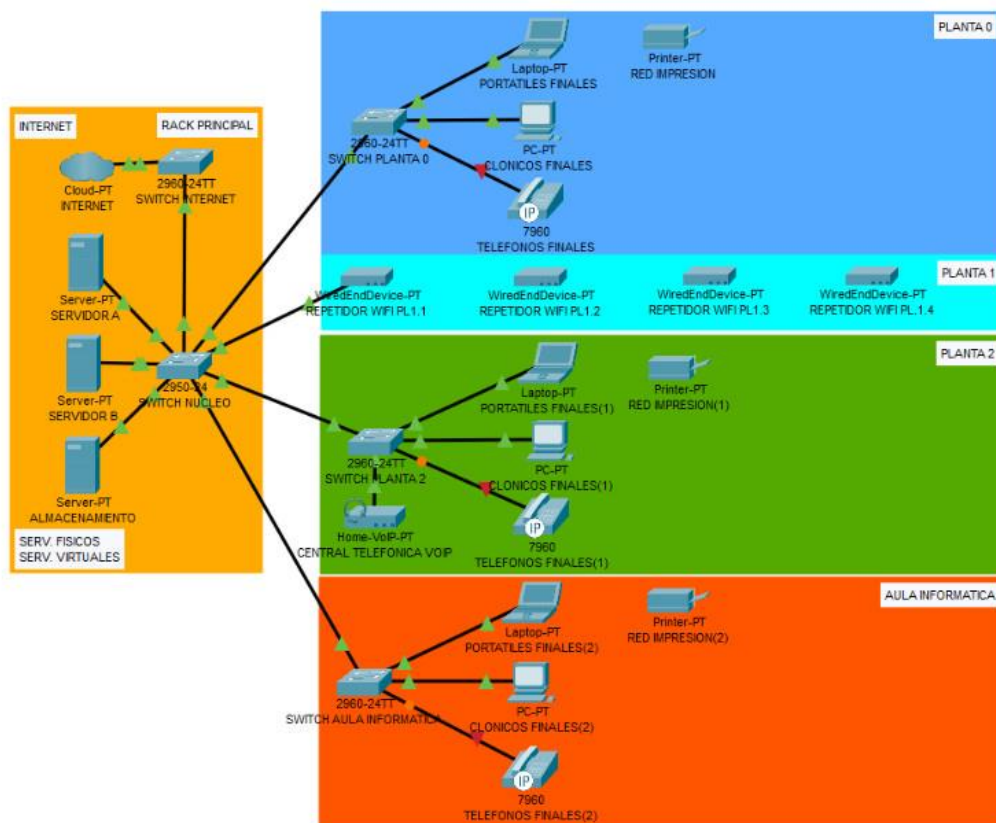 INTERNET
RACK PRINCIPAL
Cloud-PT
INTERNET
2960-24TT
SWITCH INTERNET
Server-PT
SERVIDOR A
Server-PT
SERVIDOR B
2950-24
SWITCH NUCLEO
Server-PT
ALMACENAMIENTO
SERV. FISICOS
SERV. VIRTUALES
PLANTA 0
Laptop-PT
PORTATILES FINALES
Printer-PT
RED IMPRESION
2960-24TT
SWITCH PLANTA 0
PC-PT
CLONICOS FINALES
IP
7960
TELEFONOS FINALES
PLANTA 1
WiredEndDevice-PT
REPETIDOR WIFI PL1.1
WiredEndDevice-PT
REPETIDOR WIFI PL1.2
WiredEndDevice-PT
REPETIDOR WIFI PL1.3
WiredEndDevice-PT
REPETIDOR WIFI PL.1.4
PLANTA 2
Laptop-PT
PORTATILES FINALES(1)
Printer-PT
RED IMPRESION(1)
2960-24TT
SWITCH PLANTA 2
PC-PT
CLONICOS FINALES(1)
Home-VoIP-PT
CENTRAL TELEFONICA VOIP
IP
7960
TELEFONOS FINALES(1)
AULA INFORMATICA
Laptop-PT
PORTATILES FINALES(2)
Printer-PT
RED IMPRESION(2)
2960-24TT
SWITCH AULA INFORMATICA
PC-PT
CLONICOS FINALES(2)
IP
7960
TELEFONOS FINALES(2)